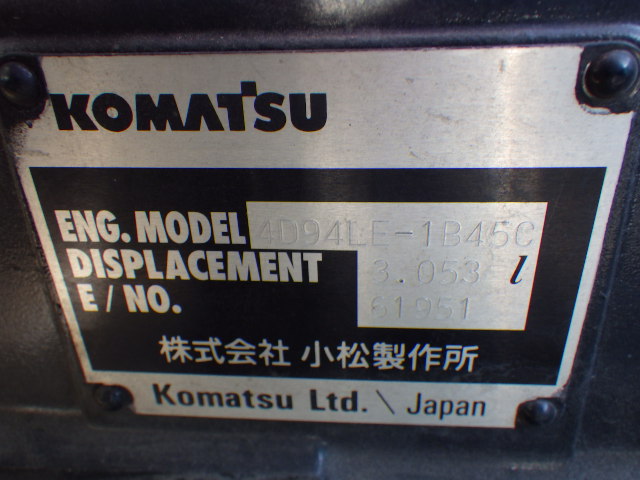 KOMATSU
ENG. MODEL 4D94LE-1B45C
DISPLACEMENT 3.053 l
E / NO. 61951
株式会社 小松製作所
Komatsu Ltd. \ Japan